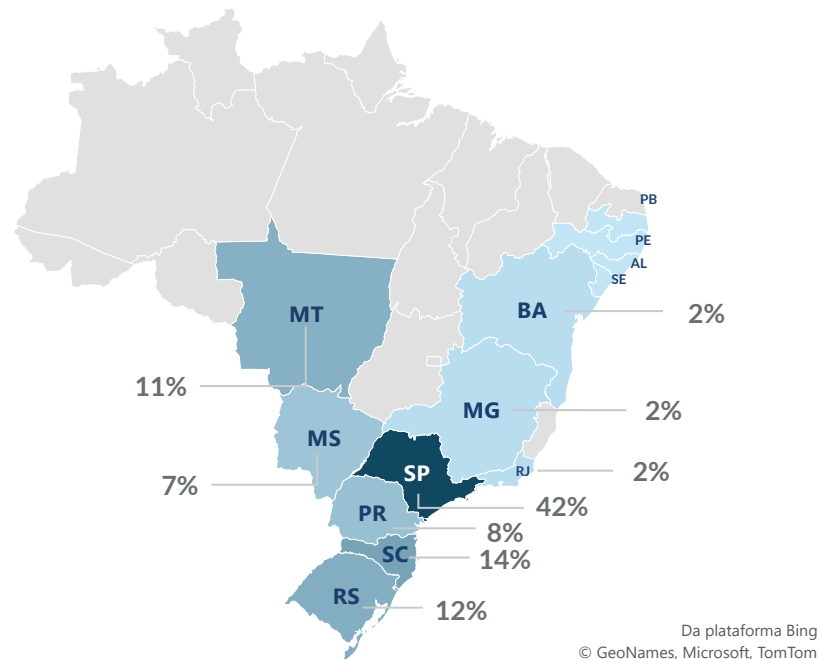 PB
PE
AL
SE
BA
2%
MT
11%
MG
2%
MS
7%
RJ
2%
SP
42%
PR
8%
SC
14%
RS
12%
Da plataforma Bing
© GeoNames, Microsoft, TomTom